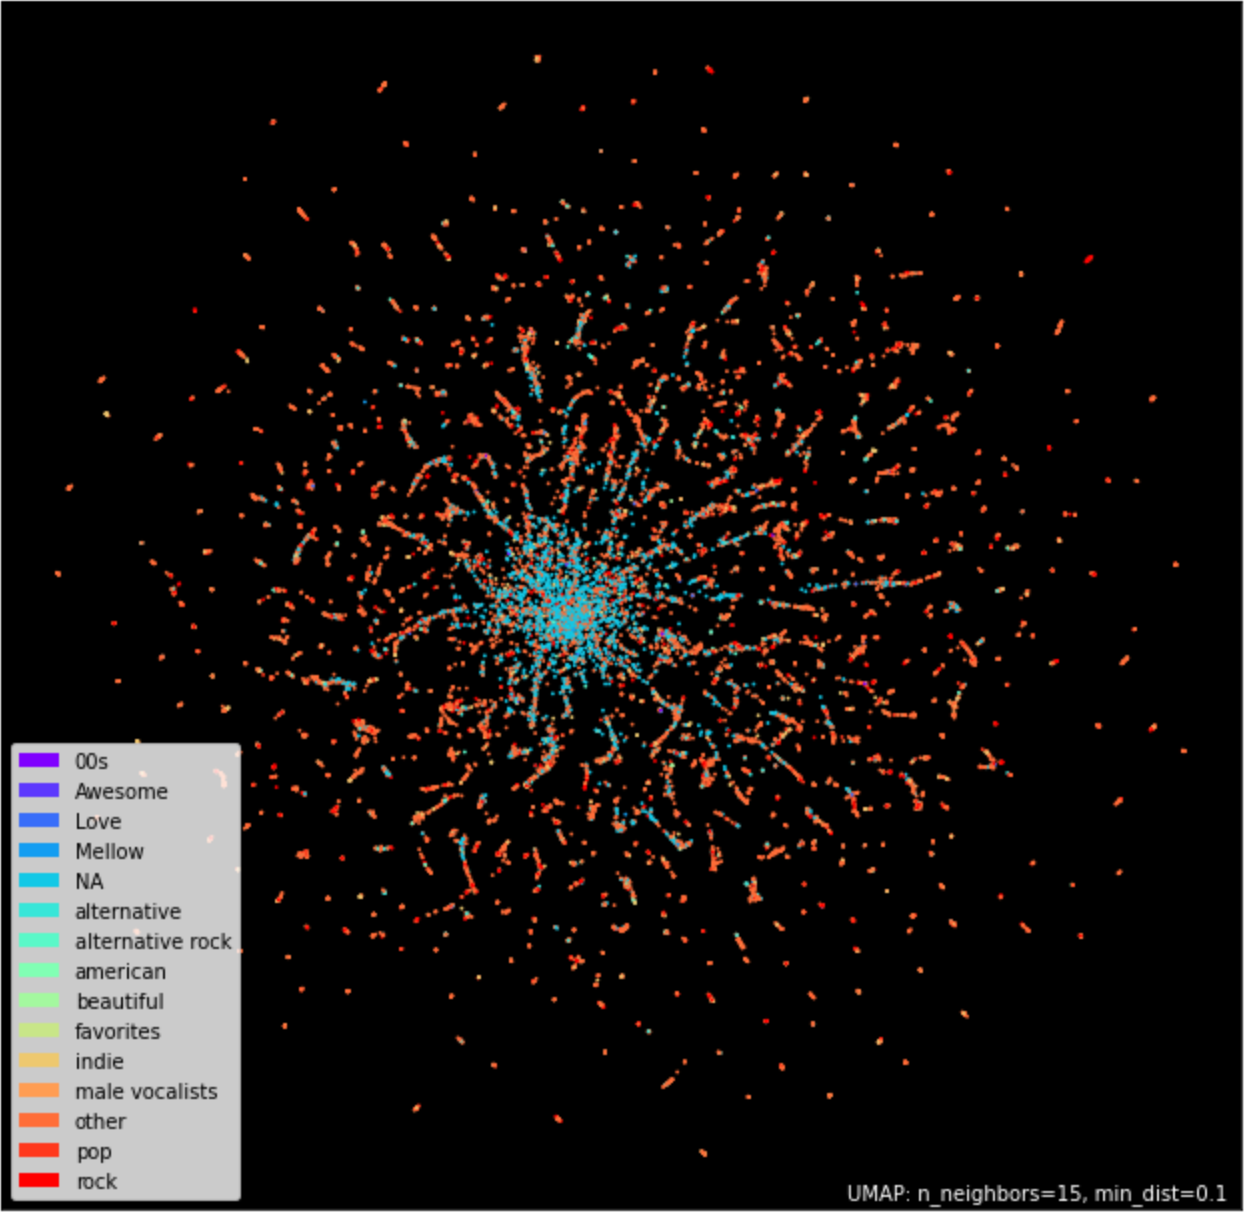 00s
Awesome
Love
Mellow
NA
alternative
alternative rock
american
beautiful
favorites
indie
male vocalists
other
pop
rock
UMAP: n_neighbors=15, min_dist=0.1